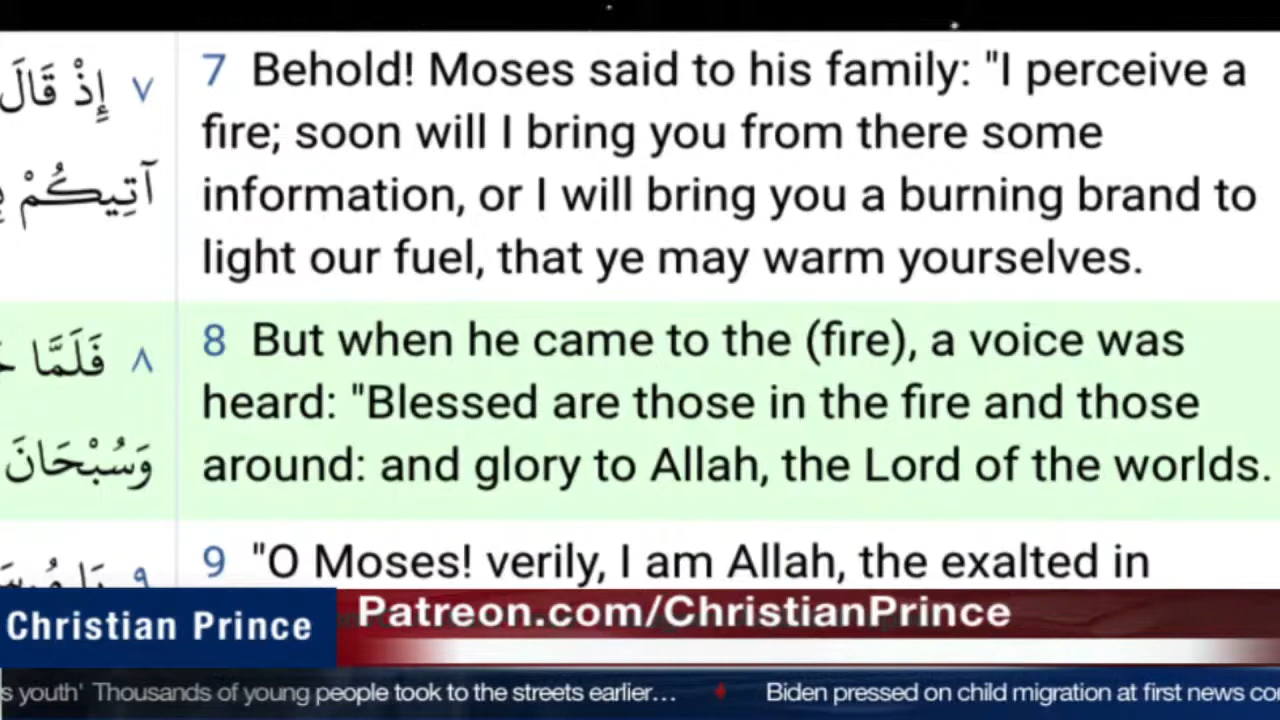 إِذْ قَالَ ٧
آتِيكُمْ
7 Behold! Moses said to his family: "I perceive a
fire; soon will I bring you from there some
information, or I will bring you a burning brand to
light our fuel, that ye may warm yourselves.
فَلَمَّا ٨
وَسُبْحَانَ
8 But when he came to the (fire), a voice was
heard: "Blessed are those in the fire and those
around: and glory to Allah, the Lord of the worlds.
٩
9 "O Moses! verily, I am Allah, the exalted in
Christian Prince
Patreon.com/ChristianPrince
s youth' Thousands of young people took to the streets earlier… Biden pressed on child migration at first news